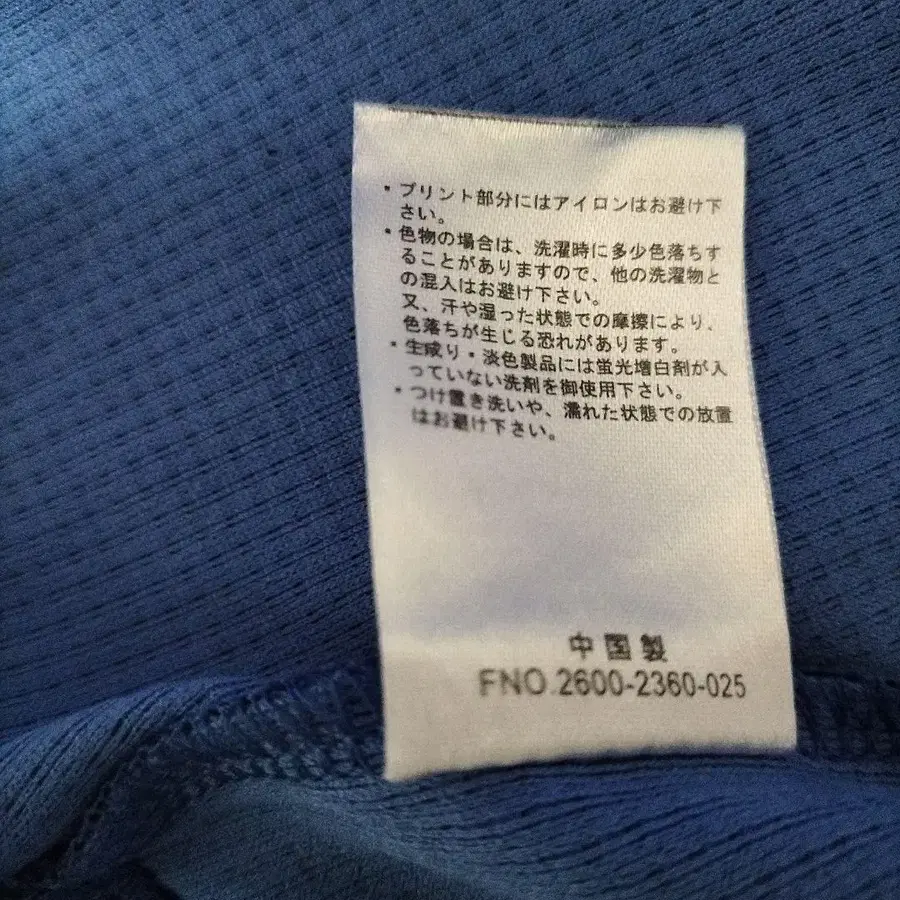 ・プリント部分にはアイロンはお避け下
さい。
・色物の場合は、洗濯時に多少色落ちす
ることがありますので、他の洗濯物と
の混入はお避け下さい。
又、汗や湿った状態での摩擦により、
色落ちが生じる恐れがあります。
・生成り・淡色製品には蛍光増白剤が入
っていない洗剤を御使用下さい。
・つけ置き洗いや、濡れた状態での放置
はお避け下さい。
中国製
FNO.2600-2360-025